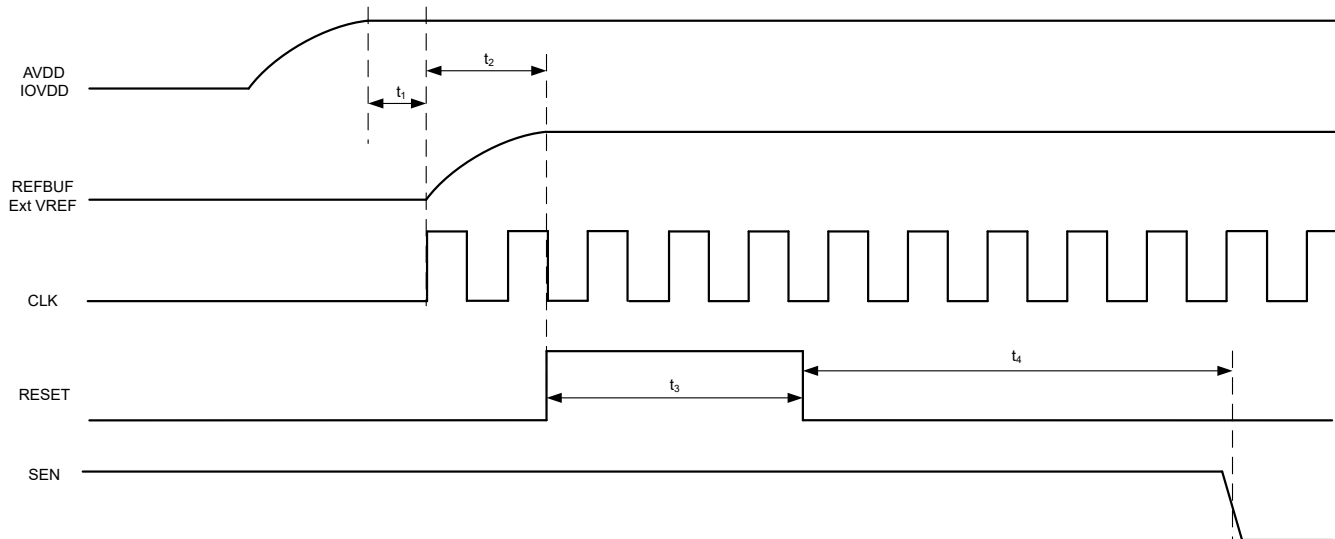 t₂
AVDD
IOVDD
t₁
REFBUF
Ext VREF
CLK
t₄
RESET
t₃
SEN